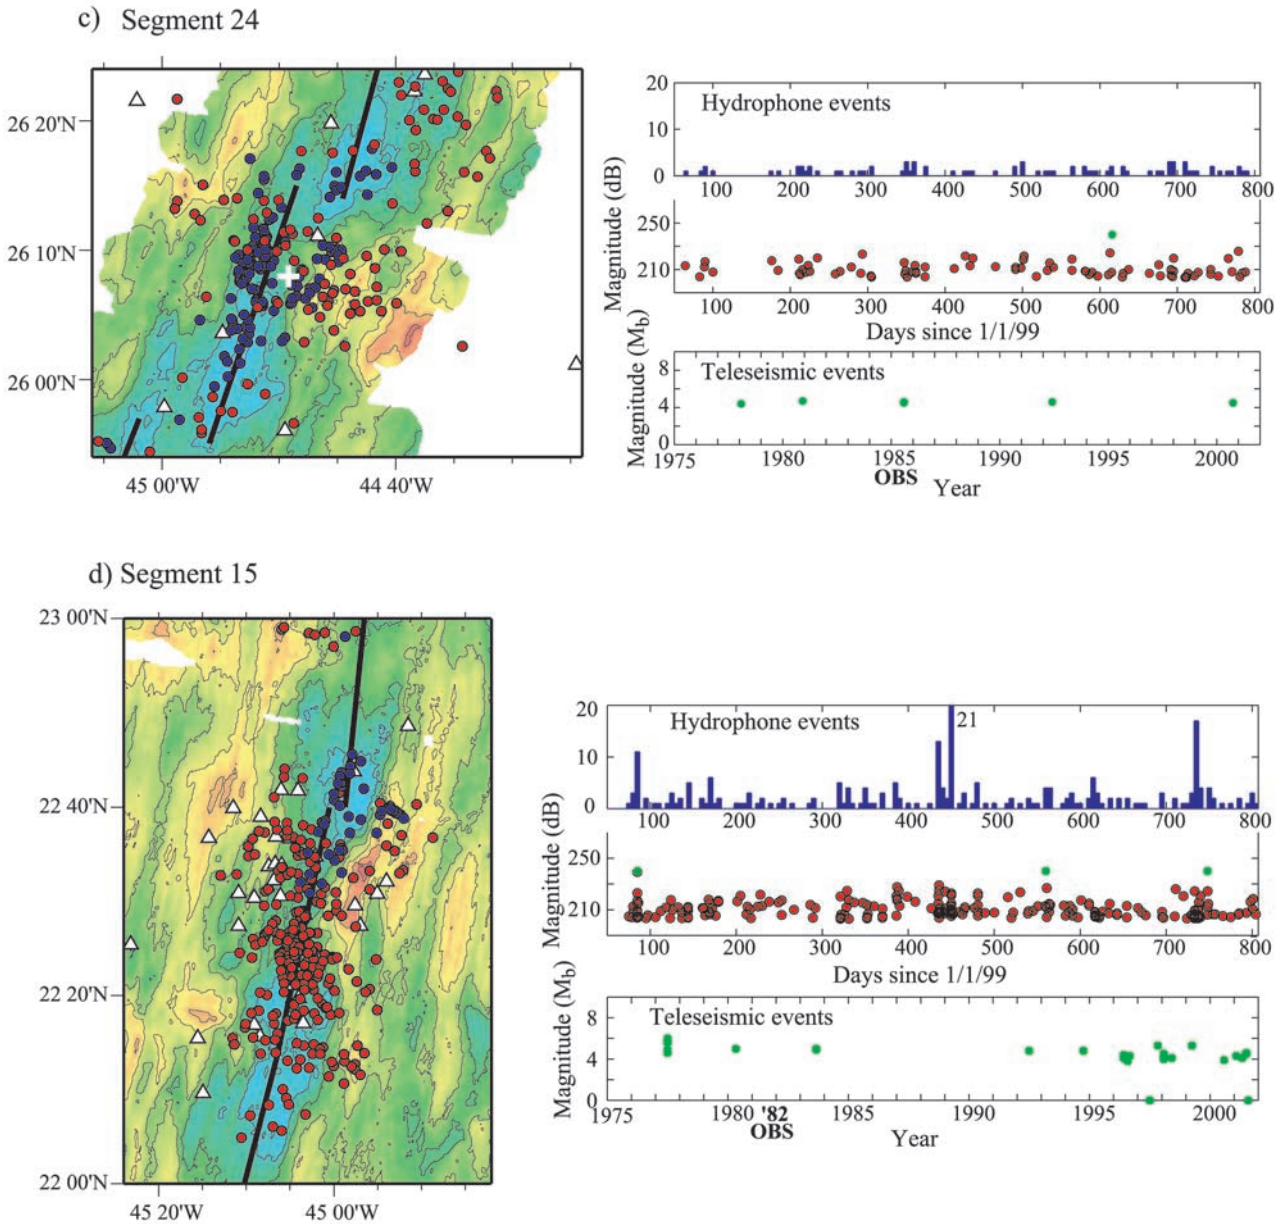 c) Segment 24
26 20'N
26 10'N
26 00'N
45 00'W 44 40'W
20
10
0
Hydrophone events
100 200 300 400 500 600 700 800
Magnitude (dB)
250
210
100 200 300 400 500 600 700 800
Days since 1/1/99
Magnitude (Mb)
8
4
0
Teleseismic events
1975 1980 1985 1990 1995 2000
OBS
Year
d) Segment 15
23 00'N
22 40'N
22 20'N
22 00'N
45 20'W 45 00'W
20
10
0
Hydrophone events
21
100 200 300 400 500 600 700 800
Magnitude (dB)
250
210
100 200 300 400 500 600 700 800
Days since 1/1/99
Magnitude (Mb)
8
4
0
Teleseismic events
1975 1980 '82 1985 1990 1995 2000
OBS
Year